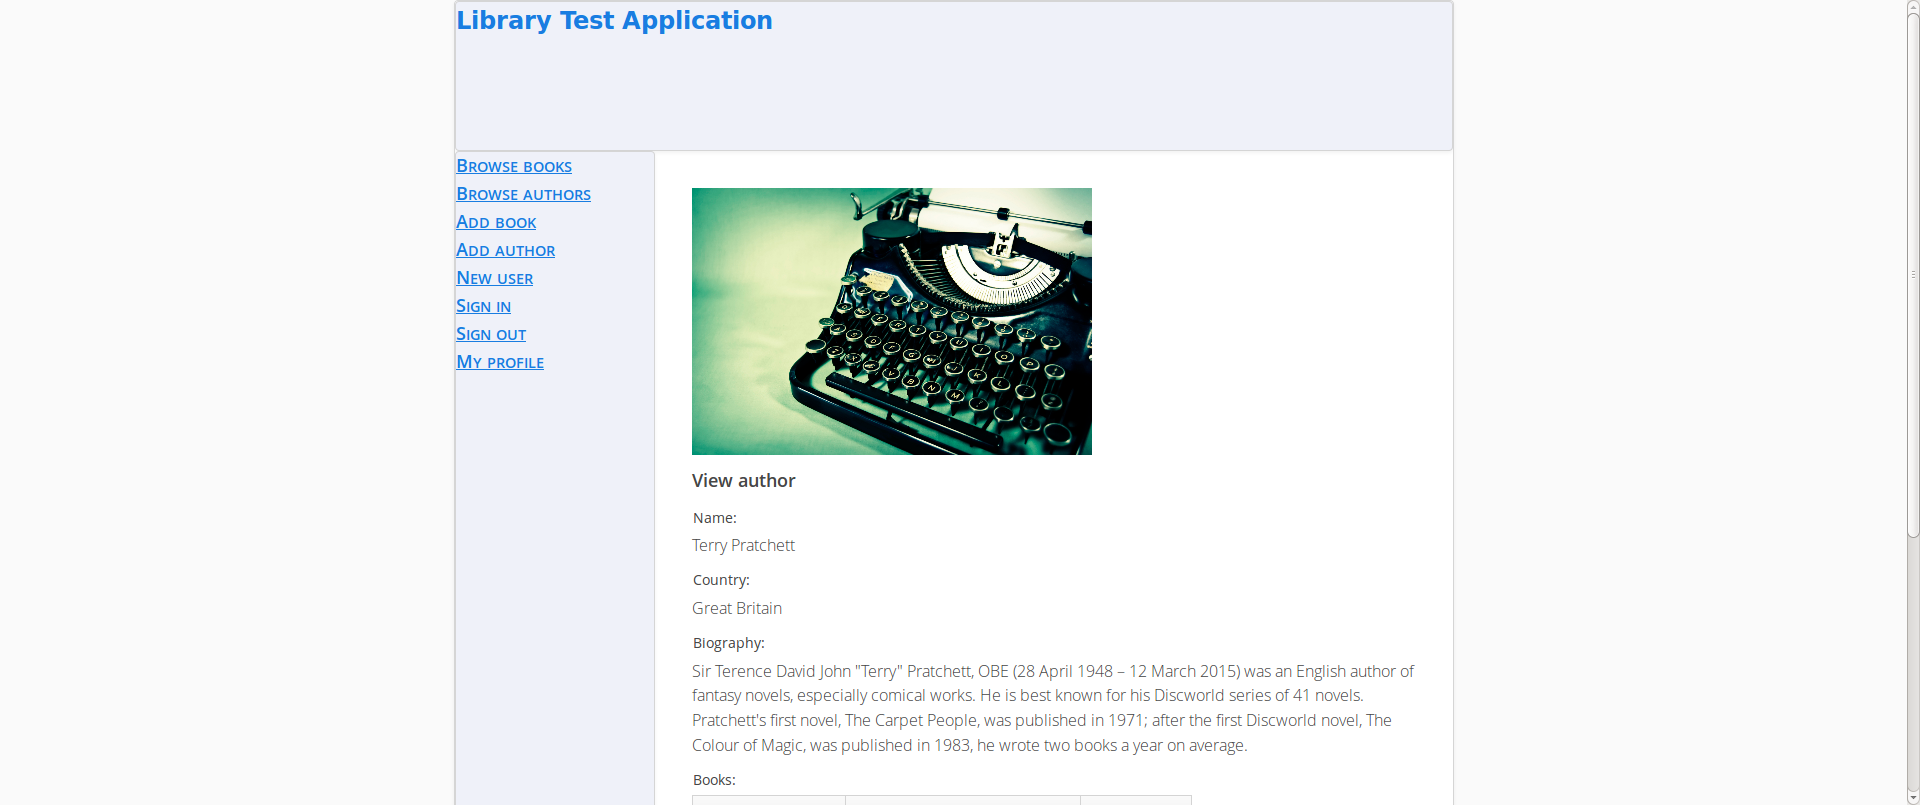 Library Test Application
Browse books
Browse authors
Add book
Add author
New user
Sign in
Sign out
My profile
View author
Name:
Terry Pratchett
Country:
Great Britain
Biography:
Sir Terence David John "Terry" Pratchett, OBE (28 April 1948 – 12 March 2015) was an English author of
fantasy novels, especially comical works. He is best known for his Discworld series of 41 novels.
Pratchett's first novel, The Carpet People, was published in 1971; after the first Discworld novel, The
Colour of Magic, was published in 1983, he wrote two books a year on average.
Books: